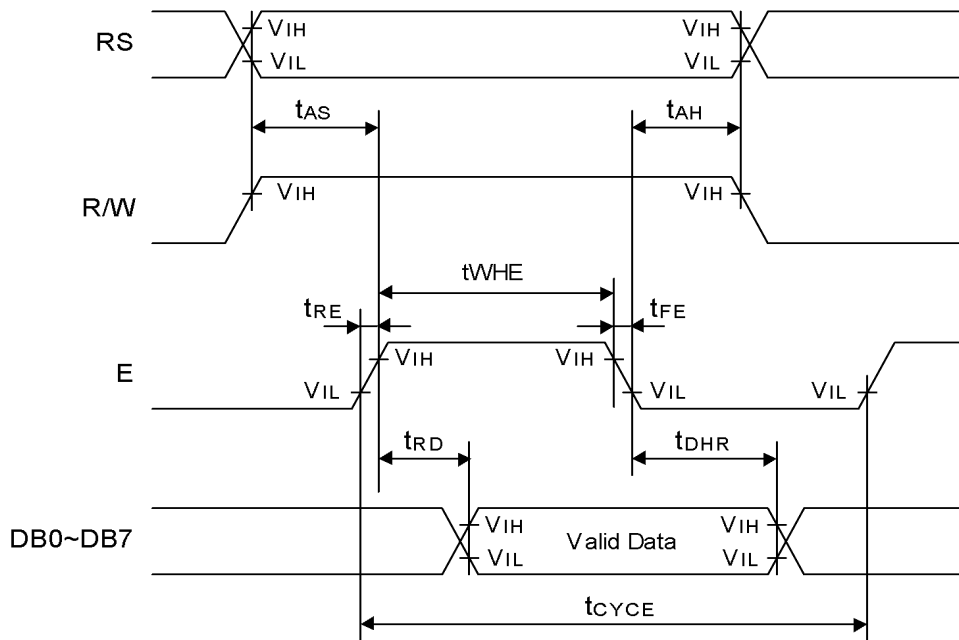 RS
VIH
VIL
VIH
VIL
tAS
tAH
R/W
VIH
VIH
tWHE
tRE
tFE
E
VIH
VIL
VIH
VIL
VIL
tRD
tDHR
DB0~DB7
VIH
VIL
Valid Data
VIH
VIL
tCYCE